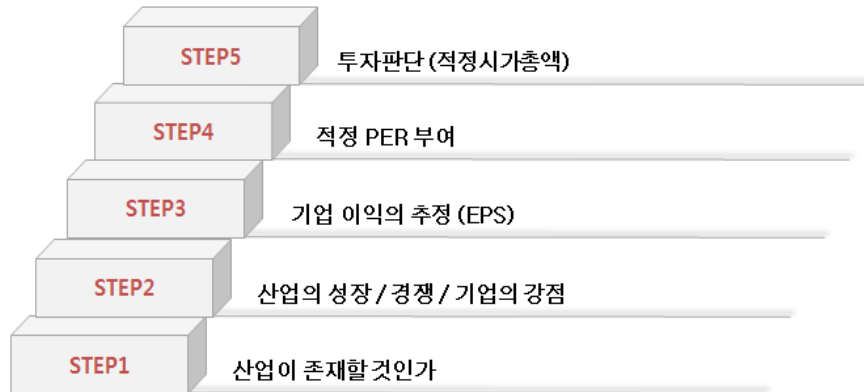 STEP5 투자판단 (적정시가총액)
STEP4 적정 PER 부여
STEP3 기업 이익의 추정 (EPS)
STEP2 산업의 성장 / 경쟁 / 기업의 강점
STEP1 산업이 존재할 것인가